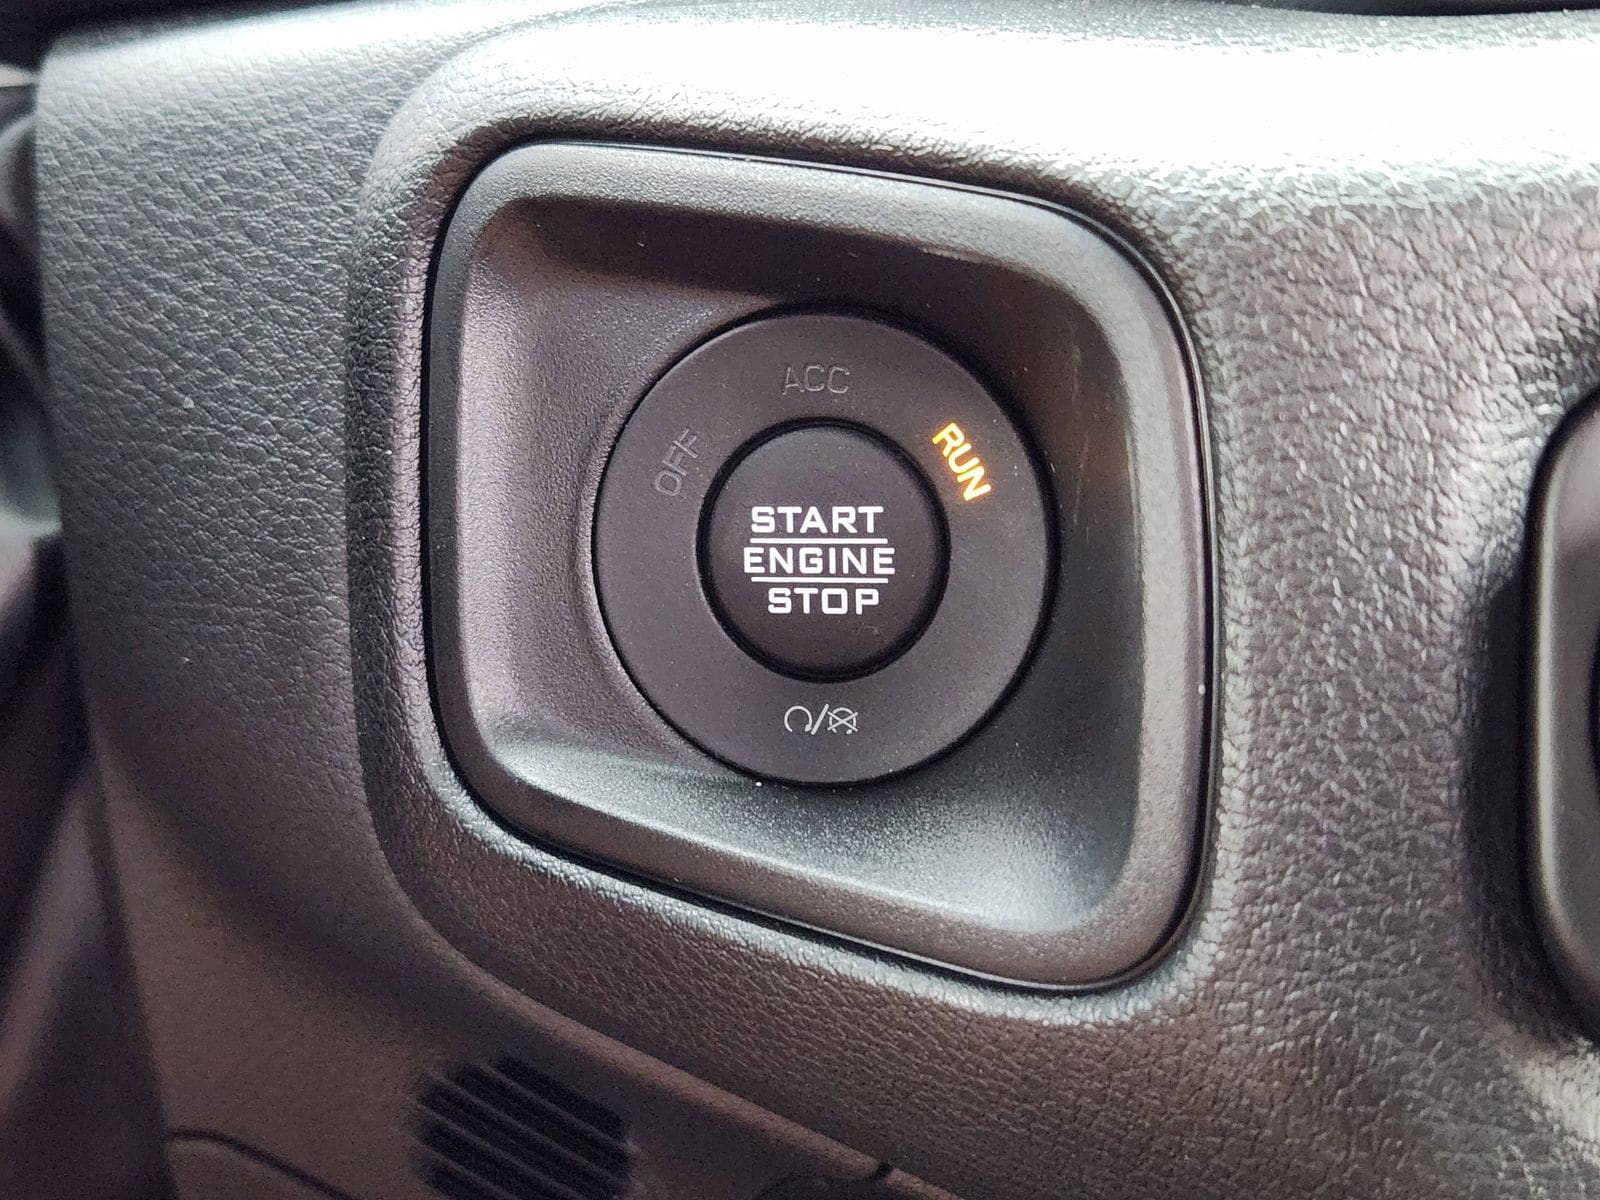 ACC
OFF
RUN
START
ENGINE
STOP